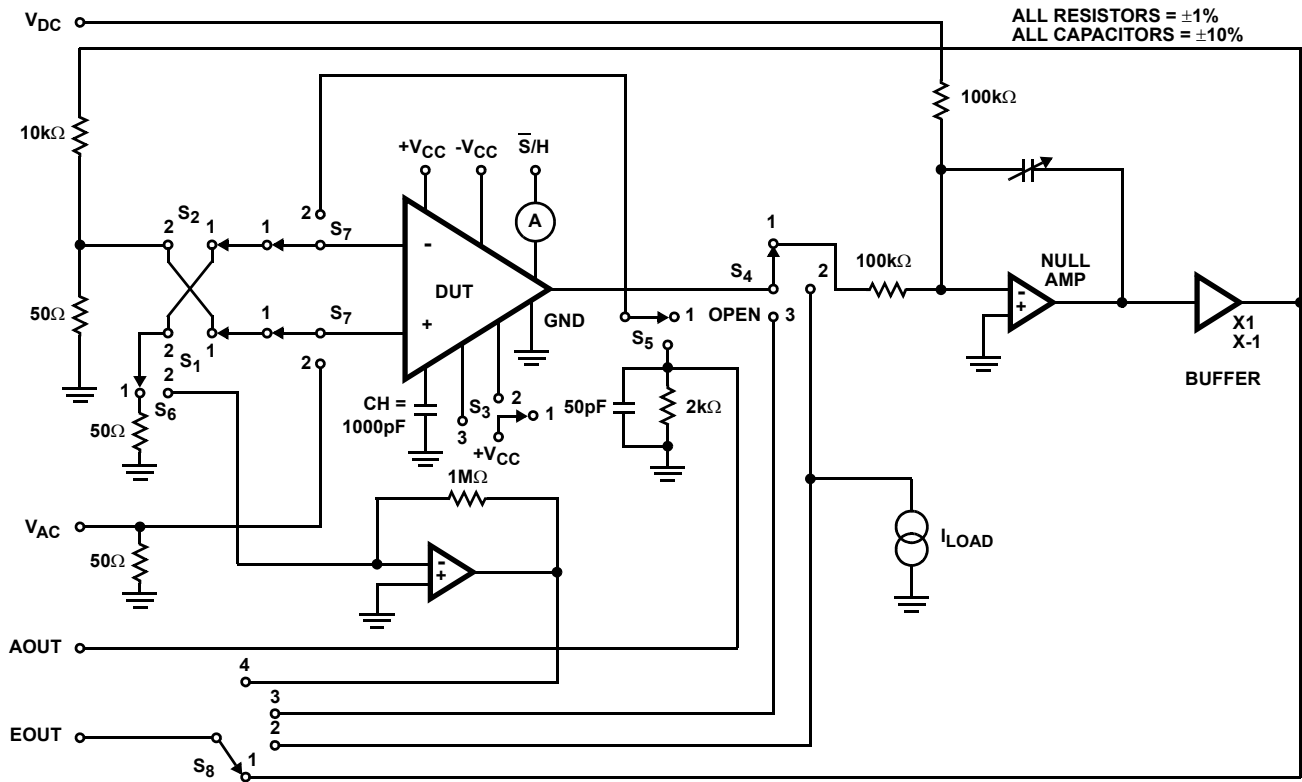 V_DC
ALL RESISTORS = ±1%
ALL CAPACITORS = ±10%
10kΩ
100kΩ
+V_CC
-V_CC
S̅/H
A
2
S_2
2
1
1
S_7
-
DUT
+
50Ω
2
1
S_1
1
S_7
2
GND
1
S_4
2
OPEN
3
100kΩ
NULL
AMP
-
+
X1
X-1
BUFFER
1
S_5
1
2
S_6
50Ω
CH =
1000pF
3
S_3
2
1
+V_CC
50pF
2kΩ
1MΩ
V_AC
50Ω
-
+
I_LOAD
AOUT
4
3
2
EOUT
S_8
1